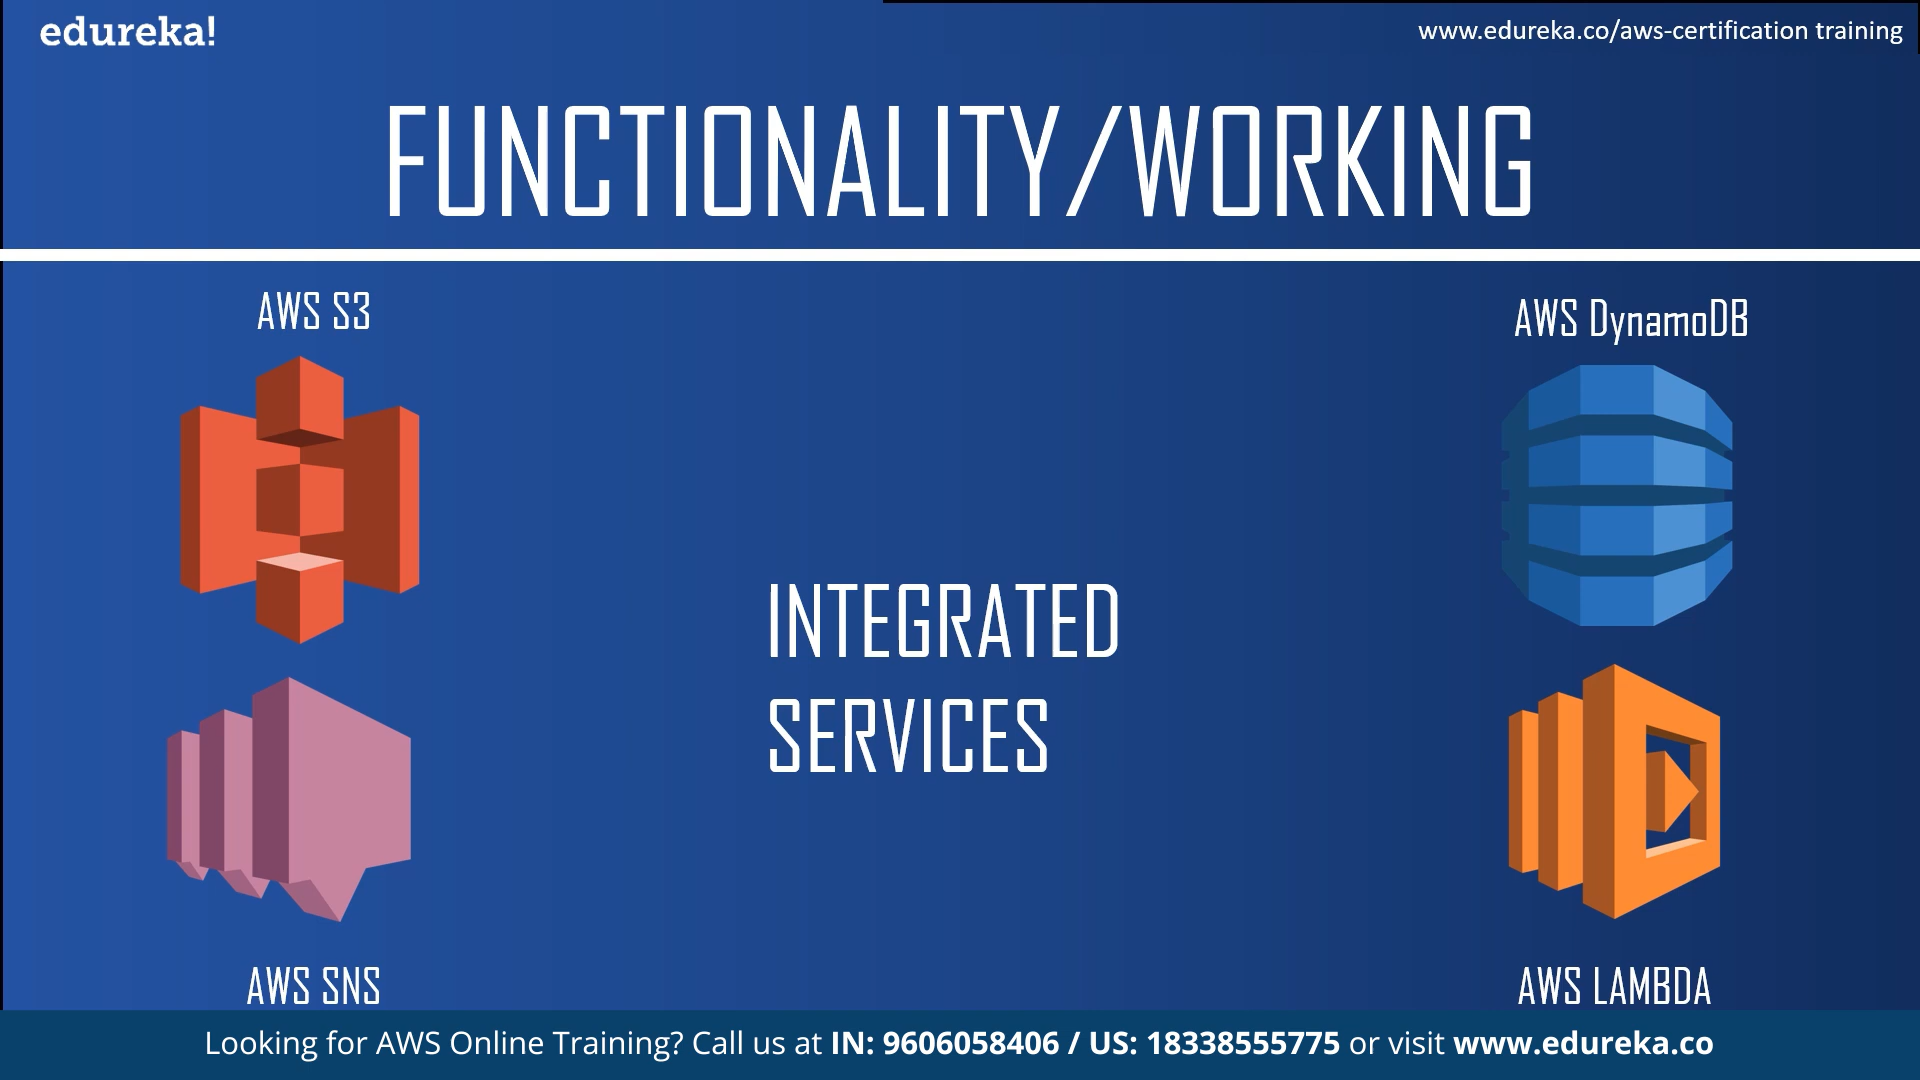 edureka!
www.edureka.co/aws-certification training
FUNCTIONALITY/WORKING
AWS S3
AWS DynamoDB
INTEGRATED
SERVICES
AWS SNS
AWS LAMBDA
Looking for AWS Online Training? Call us at IN: 9606058406 / US: 18338555775 or visit www.edureka.co